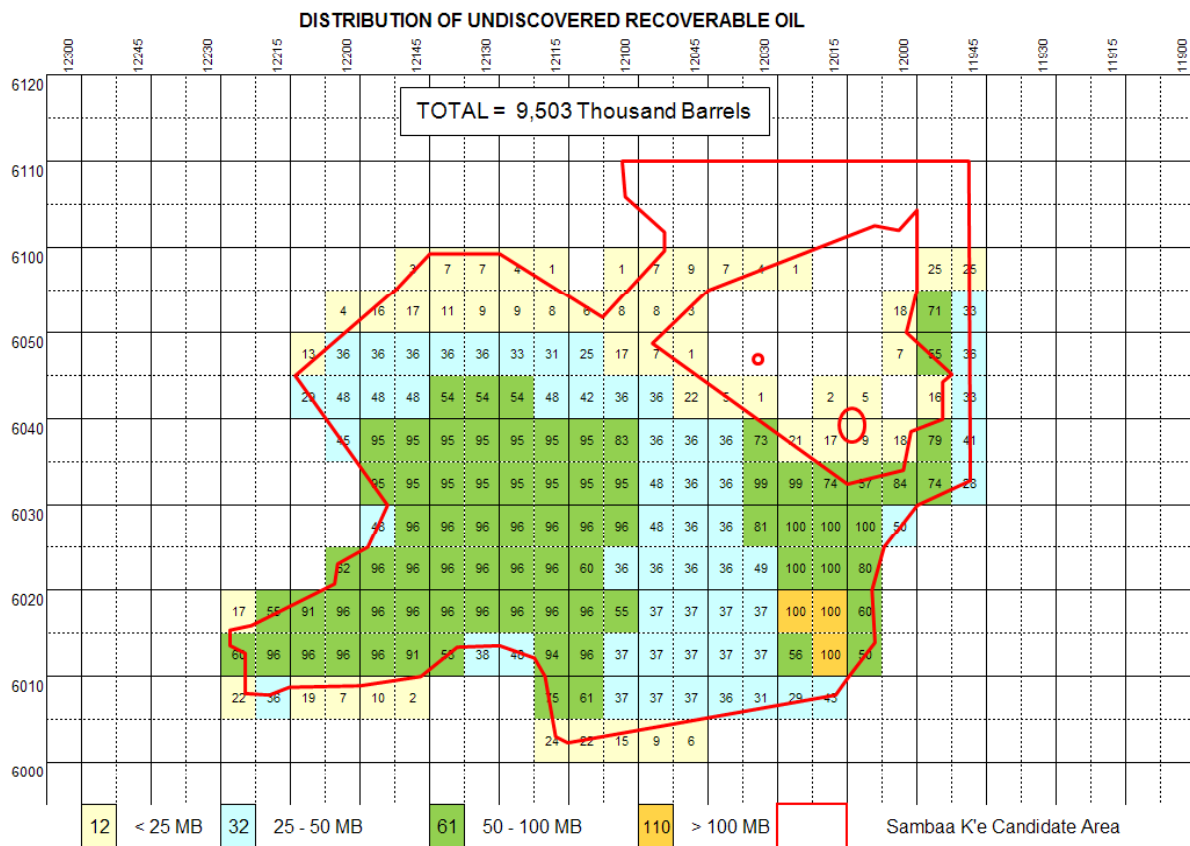 DISTRIBUTION OF UNDISCOVERED RECOVERABLE OIL
12300 12245 12230 12215 12200 12145 12130 12115 12100 12045 12030 12015 12000 11945 11930 11915 11900
6120
TOTAL = 9,503 Thousand Barrels
6110
6100
3 7 7 4 1 1 7 9 7 4 1 25 25
4 16 17 11 9 9 8 6 8 8 3 18 71 33
6050
13 36 36 36 36 36 33 31 25 17 7 1 7 55 36
29 48 48 48 54 54 54 48 42 36 36 22 5 1 2 5 16 33
6040
45 95 95 95 95 95 95 95 83 36 36 36 73 21 17 9 18 79 41
95 95 95 95 95 95 95 95 48 36 36 99 99 74 57 84 74 28
6030
48 96 96 96 96 96 96 96 48 36 36 81 100 100 100 50
52 96 96 96 96 96 96 60 36 36 36 36 49 100 100 80
6020
17 55 91 96 96 96 96 96 96 96 96 55 37 37 37 37 100 100 60
60 96 96 96 96 91 38 48 94 96 37 37 37 37 37 56 100 50
6010
22 36 19 7 10 2 75 61 37 37 37 36 31 29 43
24 22 15 9 6
6000
12 < 25 MB 32 25 - 50 MB 61 50 - 100 MB 110 > 100 MB Sambaa K'e Candidate Area